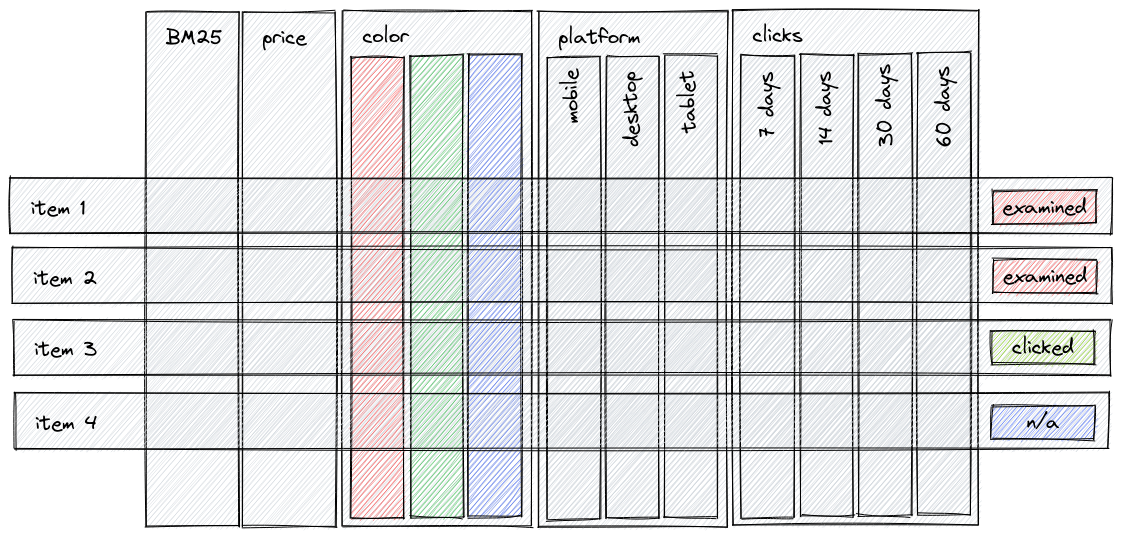 BM25 price color platform clicks
mobile desktop tablet 7 days 14 days 30 days 60 days
item 1 examined
item 2 examined
item 3 clicked
item 4 n/a